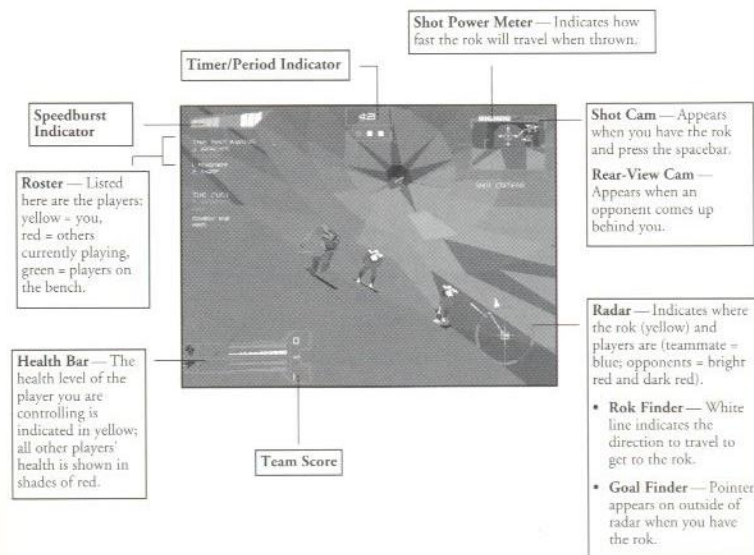 Shot Power Meter — Indicates how
fast the rok will travel when thrown.
Timer/Period Indicator
Speedburst
Indicator
Shot Cam — Appears
when you have the rok
and press the spacebar.
Rear-View Cam —
Appears when an
opponent comes up
behind you.
Roster — Listed
here are the players:
yellow = you,
red = others
currently playing,
green = players on
the bench.
42
Radar — Indicates where
the rok (yellow) and
players are (teammate =
blue; opponents = bright
red and dark red).
• Rok Finder — White
line indicates the
direction to travel to
get to the rok.
• Goal Finder — Pointer
appears on outside of
radar when you have
the rok.
Health Bar — The
health level of the
player you are
controlling is
indicated in yellow;
all other players'
health is shown in
shades of red.
0
1
Team Score